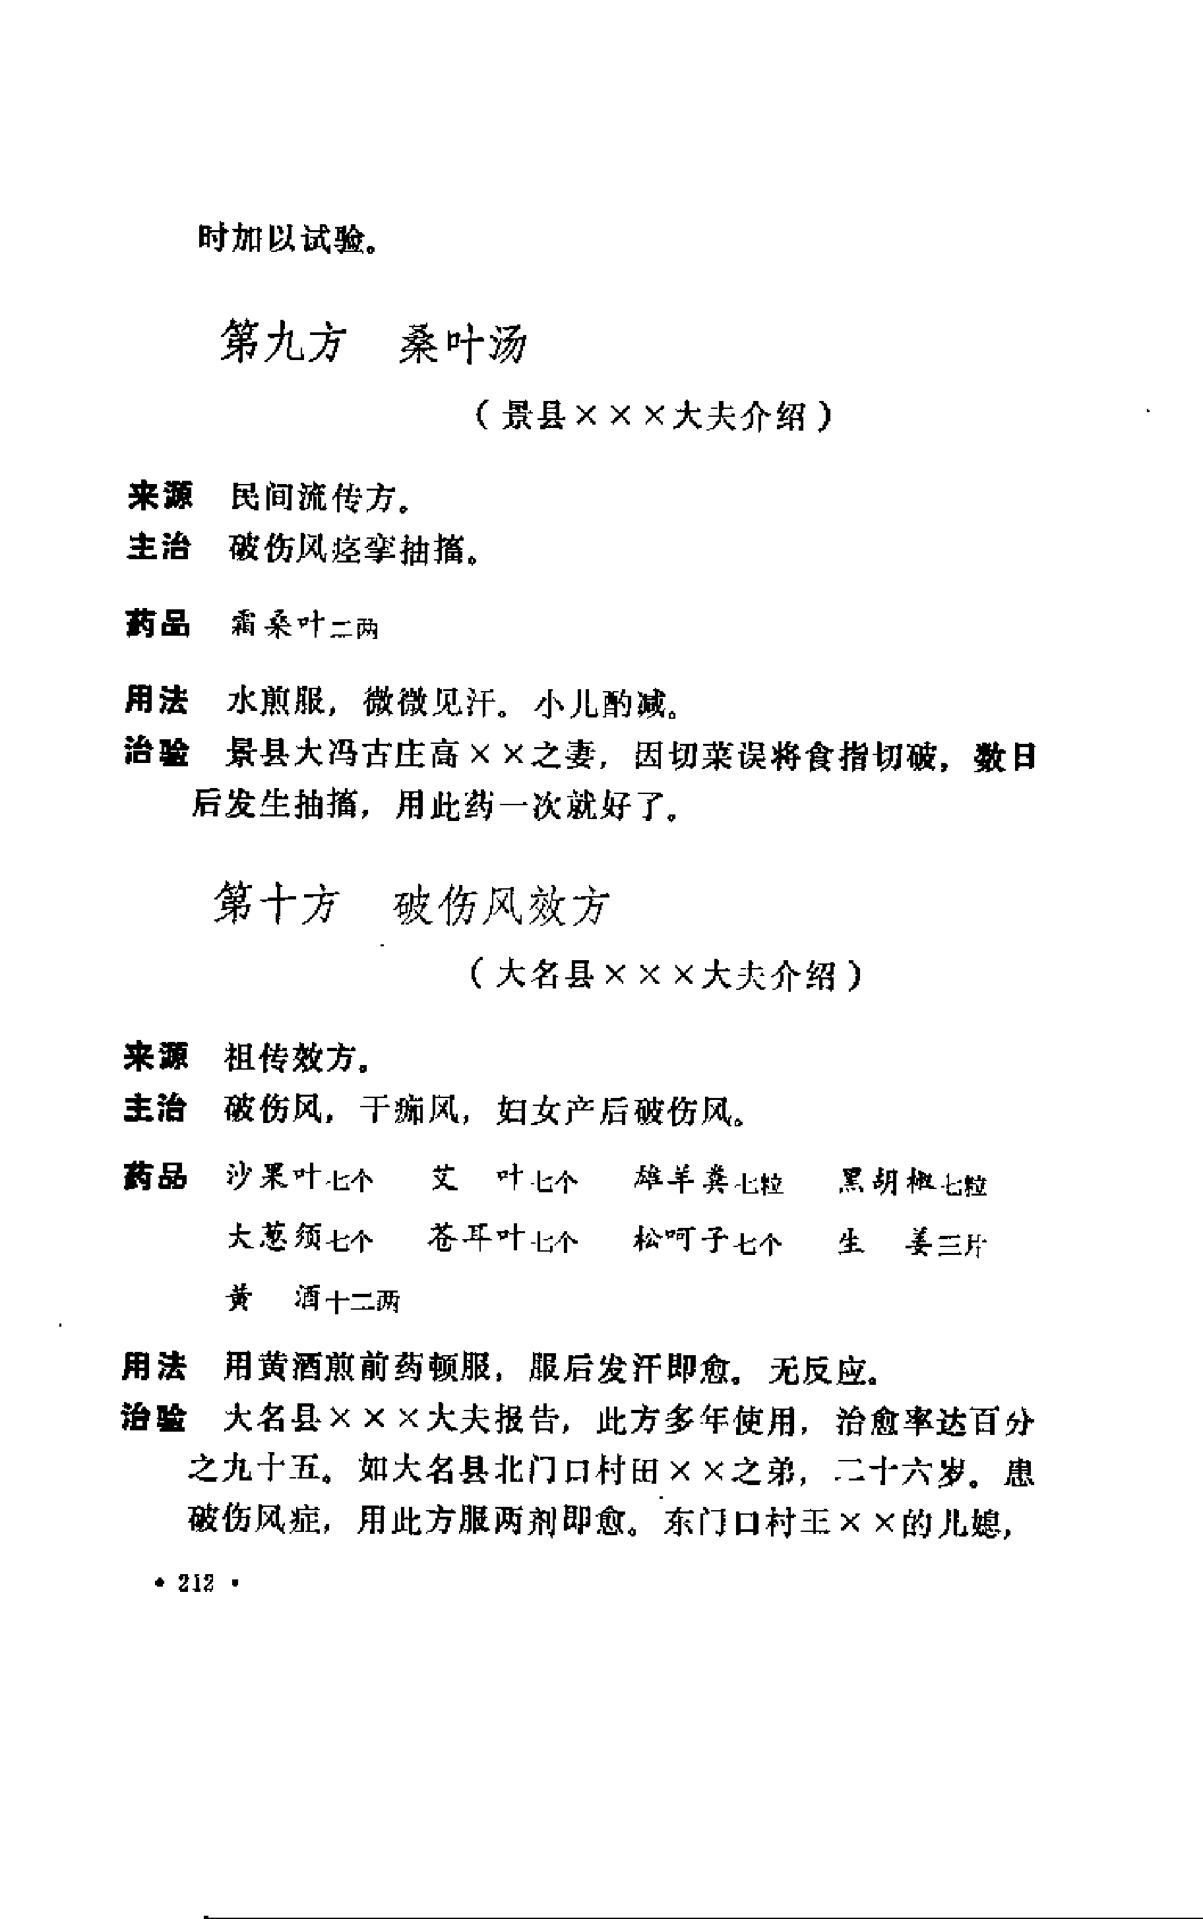 时加以试验。
第九方　桑叶汤
（景县×××大夫介绍）
来源　民间流传方。
主治　破伤风痉挛抽搐。
药品　霜桑叶二两
用法　水煎服，微微见汗。小儿酌减。
治验　景县大冯古庄高××之妻，因切菜误将食指切破，数日
后发生抽搐，用此药一次就好了。
第十方　破伤风效方
（大名县×××大夫介绍）
来源　祖传效方。
主治　破伤风，干痫风，妇女产后破伤风。
药品　沙果叶七个　艾　叶七个　雄羊粪七粒　黑胡椒七粒
大葱须七个　苍耳叶七个　松呵子七个　生　姜三片
黄　酒十二两
用法　用黄酒煎前药顿服，服后发汗即愈。无反应。
治验　大名县×××大夫报告，此方多年使用，治愈率达百分
之九十五。如大名县北门口村田××之弟，二十六岁。患
破伤风症，用此方服两剂即愈。东门口村王××的儿媳，
• 212 •